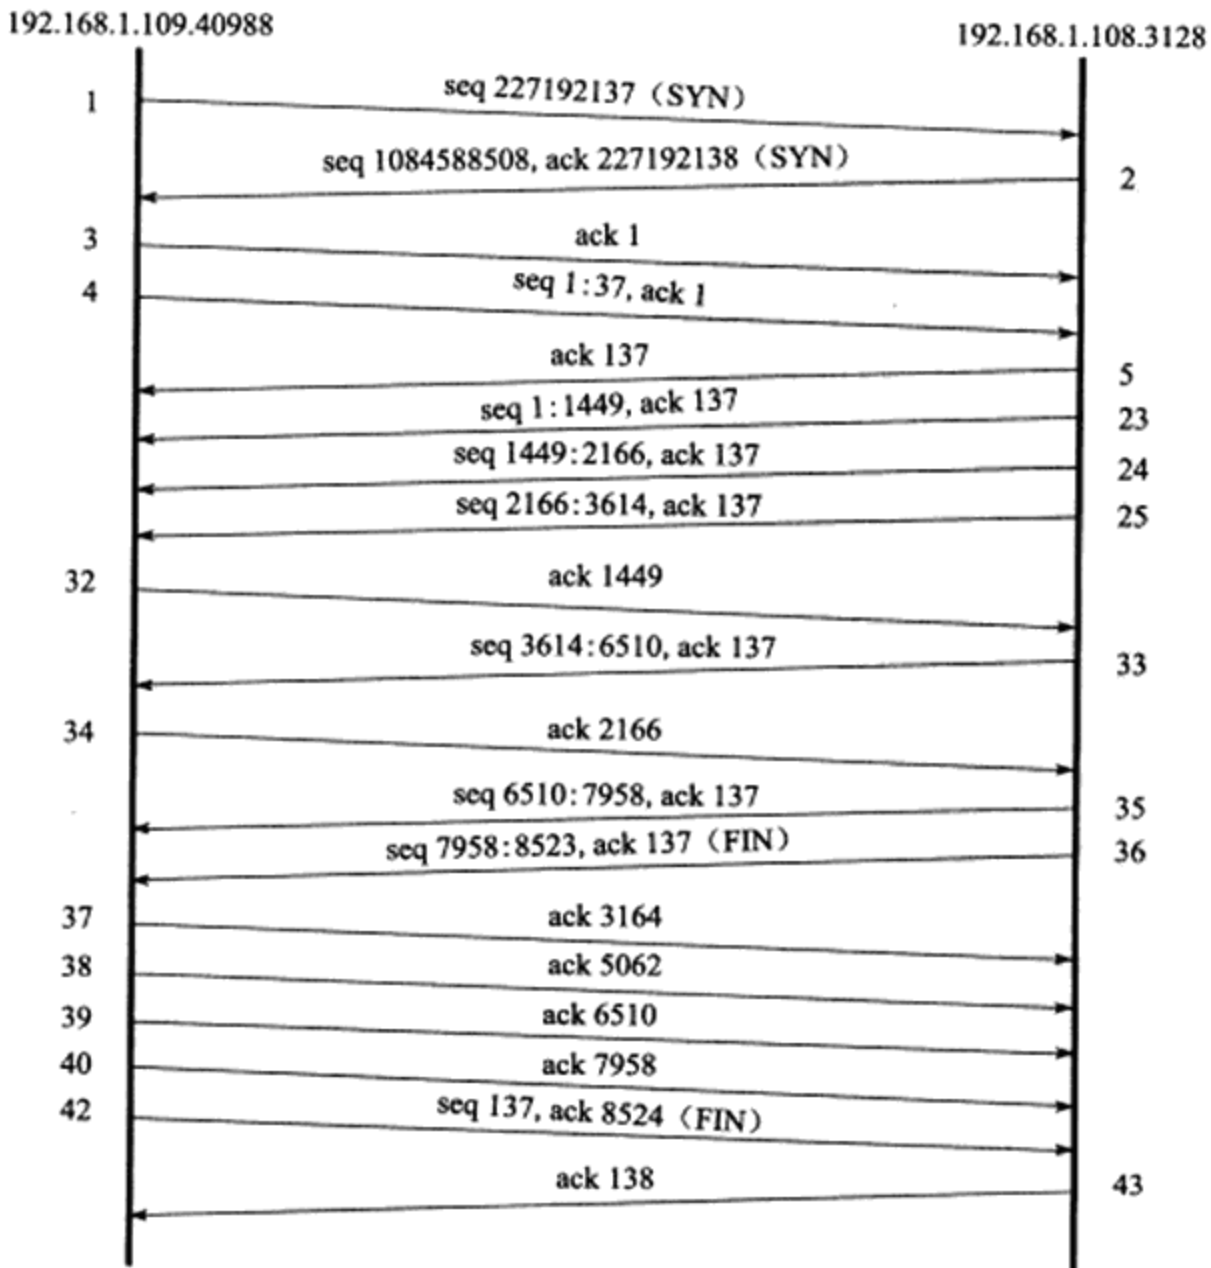 192.168.1.109.40988
192.168.1.108.3128
1
seq 227192137（SYN）
seq 1084588508, ack 227192138（SYN）
2
3
ack 1
4
seq 1:37, ack 1
ack 137
5
seq 1:1449, ack 137
23
seq 1449:2166, ack 137
24
seq 2166:3614, ack 137
25
32
ack 1449
seq 3614:6510, ack 137
33
34
ack 2166
seq 6510:7958, ack 137
35
seq 7958:8523, ack 137（FIN）
36
37
ack 3164
38
ack 5062
39
ack 6510
40
ack 7958
42
seq 137, ack 8524（FIN）
ack 138
43